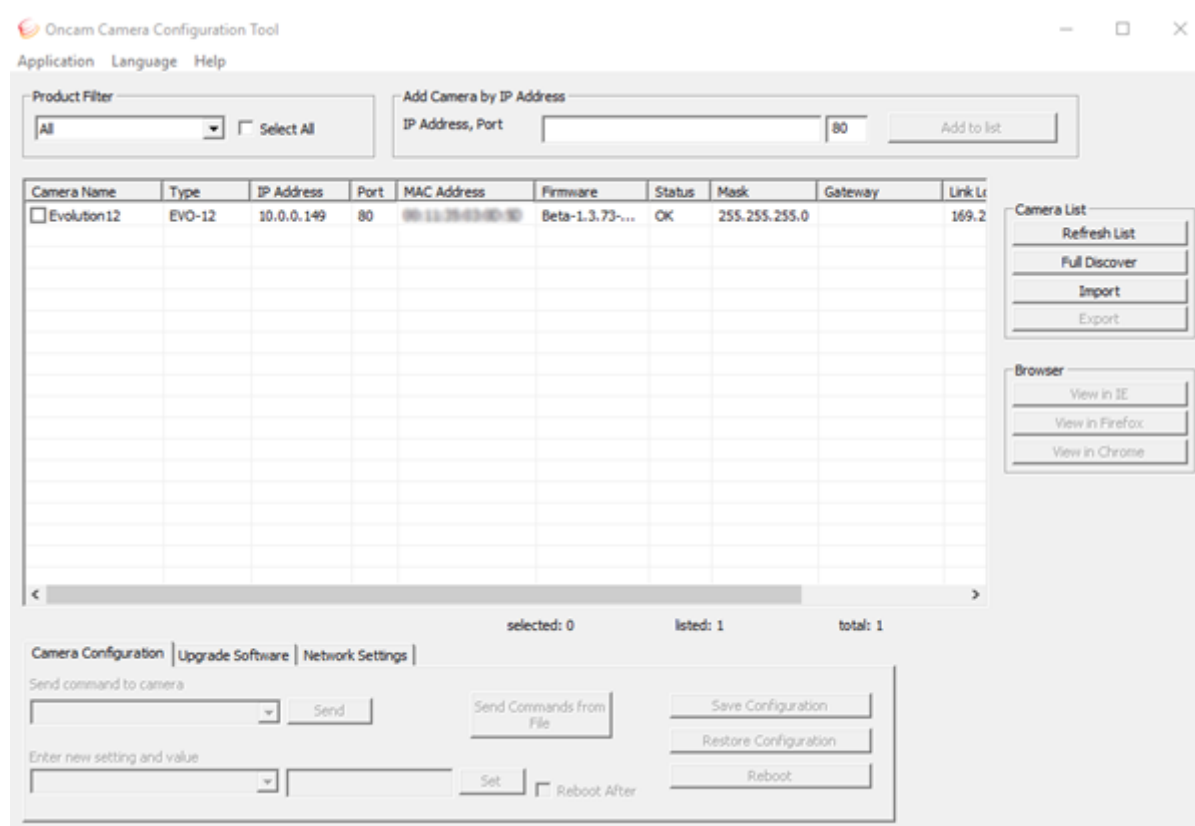 Oncam Camera Configuration Tool
Application Language Help
Product Filter
All Select All
Add Camera by IP Address
IP Address, Port 80 Add to list
Camera Name Type IP Address Port MAC Address Firmware Status Mask Gateway Link Lo
Evolution12 EVO-12 10.0.0.149 80 Beta-1.3.73-... OK 255.255.255.0 169.2
Camera List
Refresh List
Full Discover
Import
Export
Browser
View in IE
View in Firefox
View in Chrome
selected: 0 listed: 1 total: 1
Camera Configuration Upgrade Software Network Settings
Send command to camera
Send
Send Commands from
File
Save Configuration
Restore Configuration
Reboot
Enter new setting and value
Set Reboot After